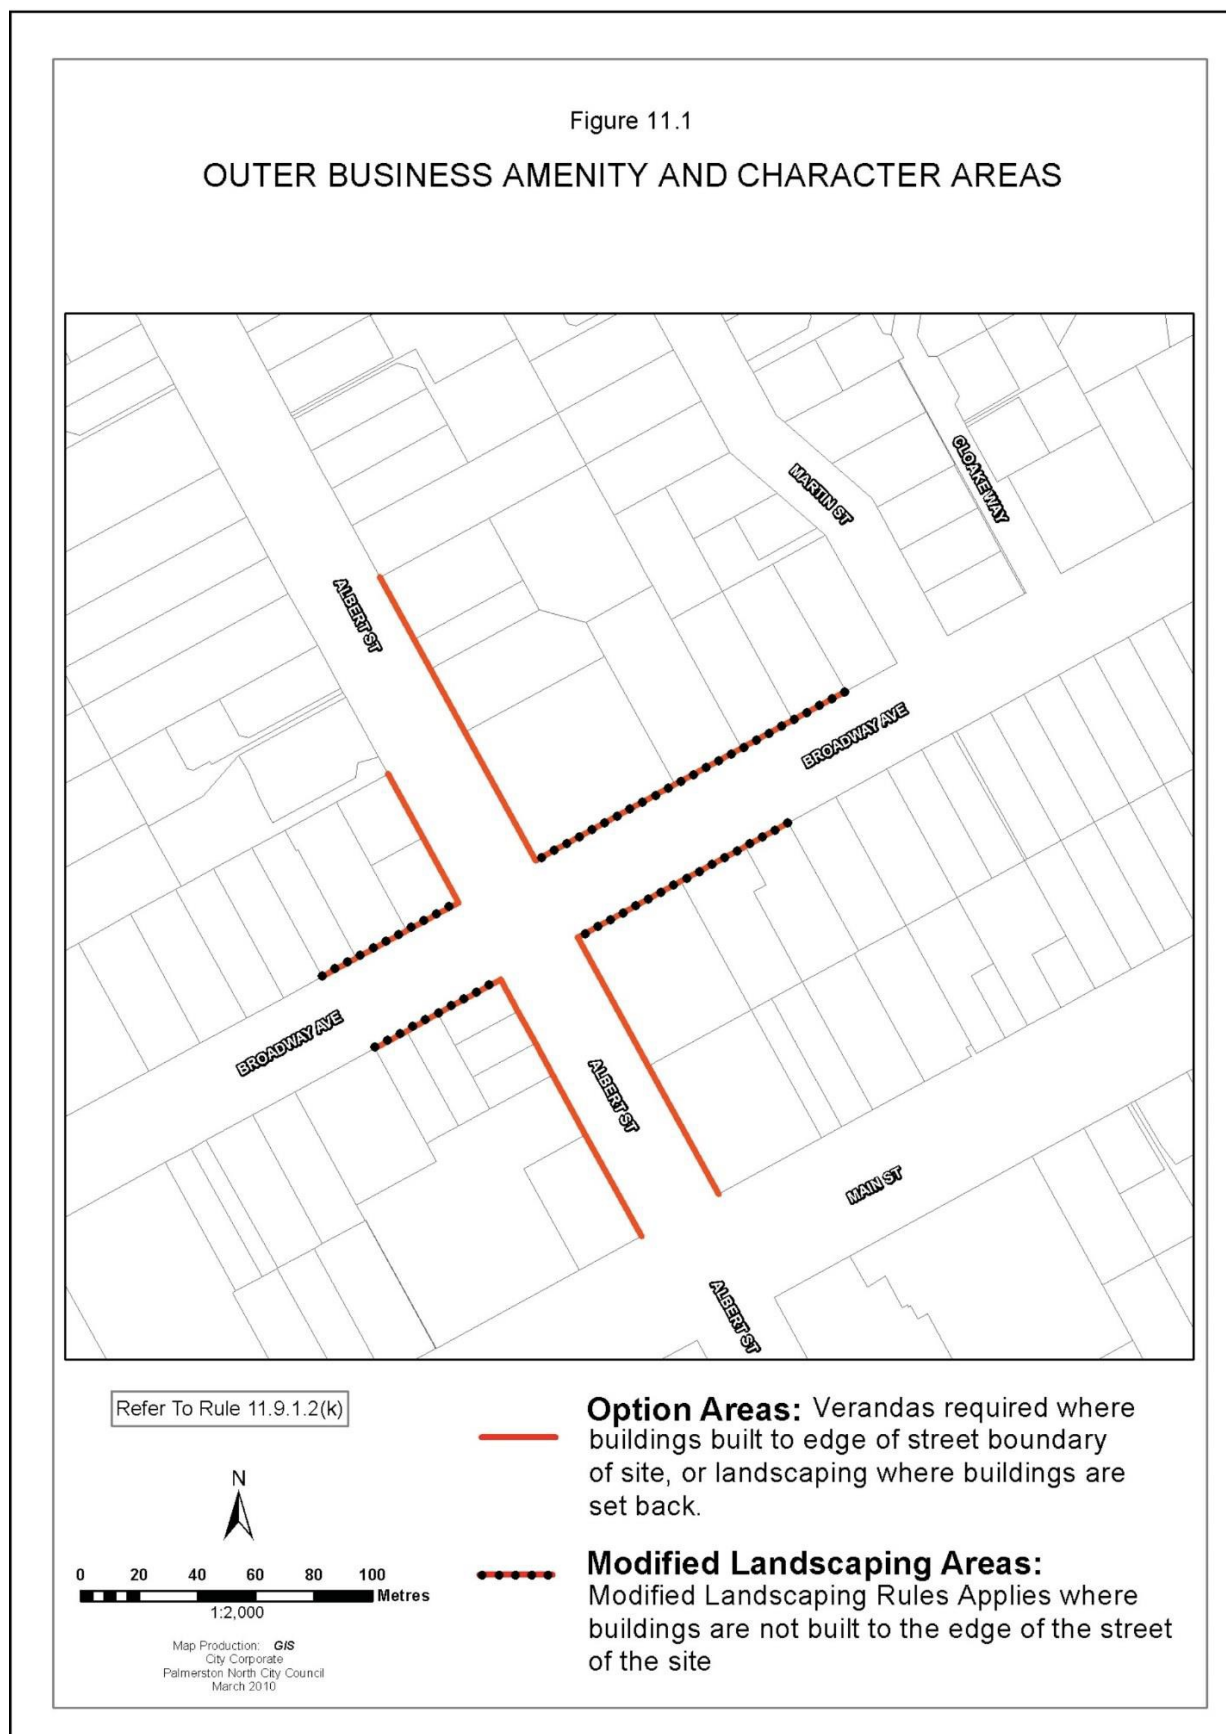 Figure 11.1
OUTER BUSINESS AMENITY AND CHARACTER AREAS
CLOAKE WAY
MARTIN ST
ALBERT ST
BROADWAY AVE
BROADWAY AVE
ALBERT ST
MAIN ST
ALBERT ST
Refer To Rule 11.9.1.2(k)
N
0 20 40 60 80 100
Metres
1:2,000
Map Production: GIS
City Corporate
Palmerston North City Council
March 2010
Option Areas: Verandas required where
buildings built to edge of street boundary
of site, or landscaping where buildings are
set back.
Modified Landscaping Areas:
Modified Landscaping Rules Applies where
buildings are not built to the edge of the street
of the site